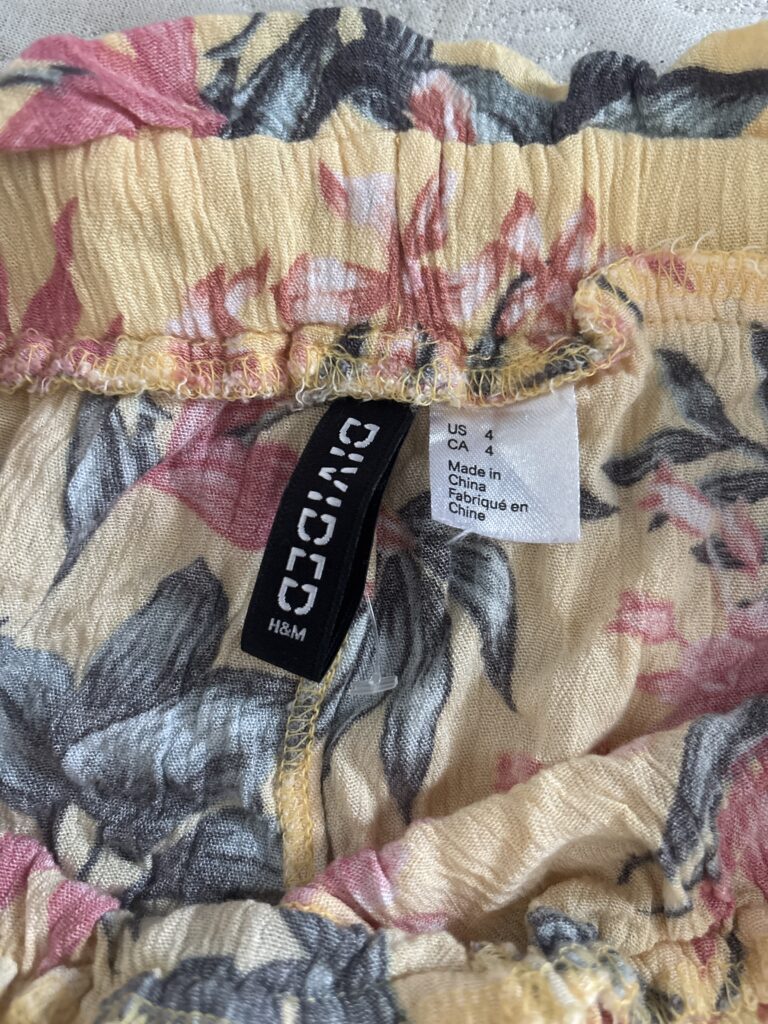 DIVIDED
H&M
US 4
CA 4
Made in
China
Fabriqué en
Chine